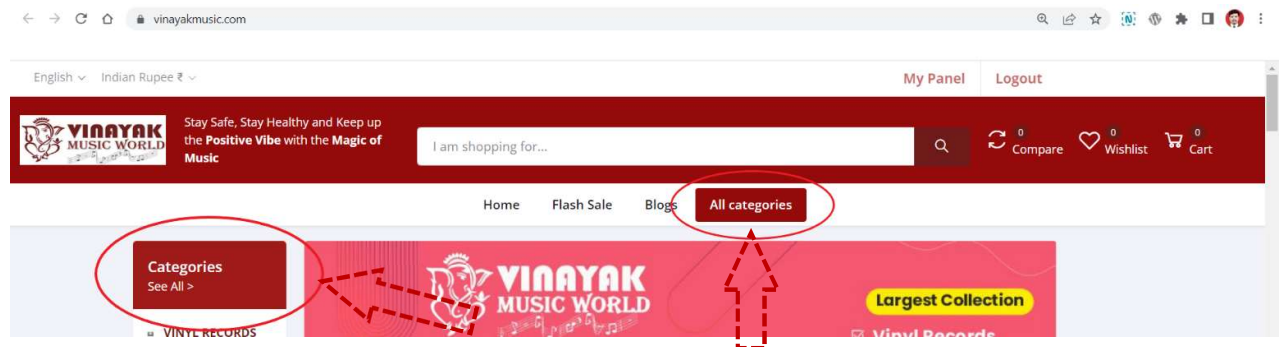 vinayakmusic.com
English Indian Rupee ₹
My Panel Logout
VINAYAK
MUSIC WORLD
Stay Safe, Stay Healthy and Keep up
the Positive Vibe with the Magic of
Music
I am shopping for...
0
Compare
0
Wishlist
0
Cart
Home Flash Sale Blogs All categories
Categories
See All >
VINYL RECORDS
VINAYAK
MUSIC WORLD
Largest Collection
Vinyl Records